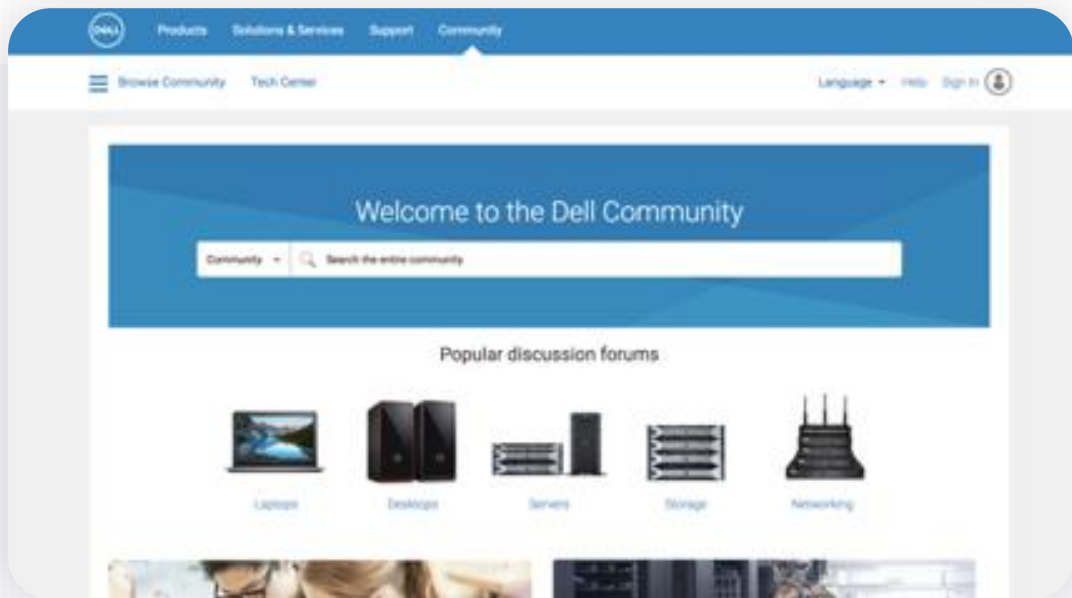 DELL
Products Solutions & Services Support Community
Browse Community Tech Center
Language Help Sign In
Welcome to the Dell Community
Community Search the entire community
Popular discussion forums
Laptops Desktops Servers Storage Networking